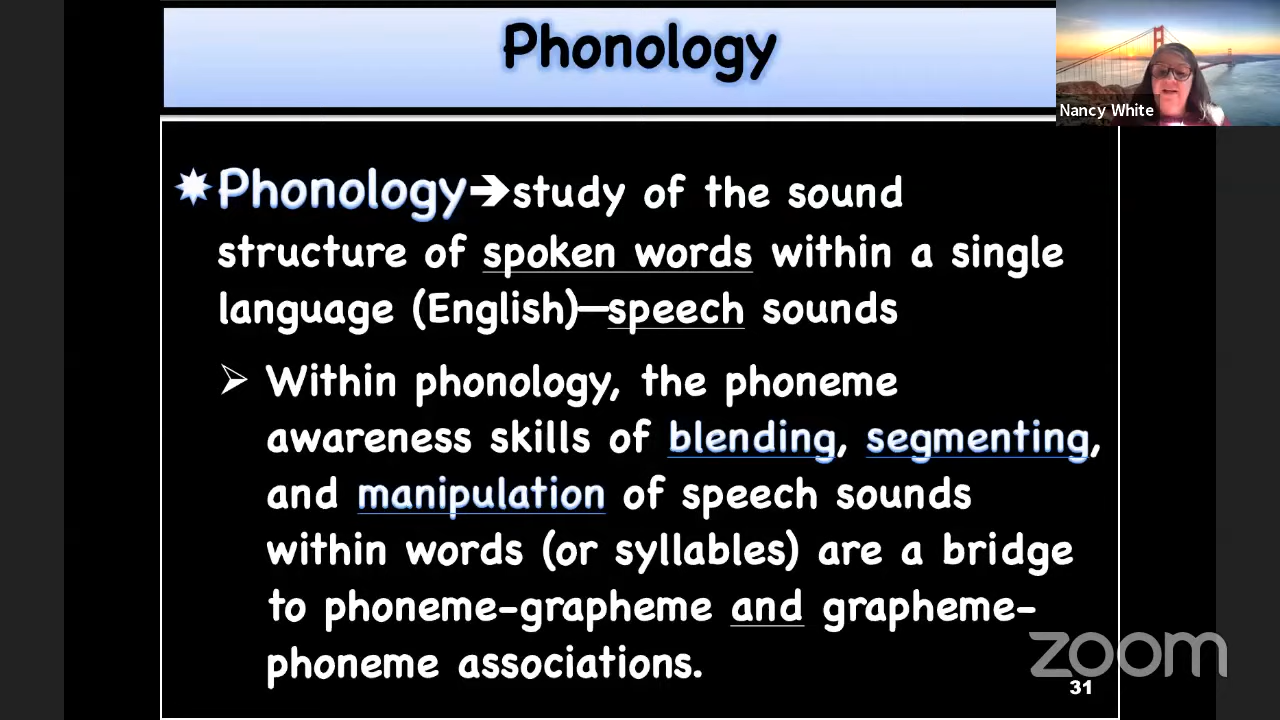 Phonology
Nancy White
Phonology➔study of the sound
structure of spoken words within a single
language (English)—speech sounds
➢ Within phonology, the phoneme
awareness skills of blending, segmenting,
and manipulation of speech sounds
within words (or syllables) are a bridge
to phoneme-grapheme and grapheme-
phoneme associations.
zoom
31